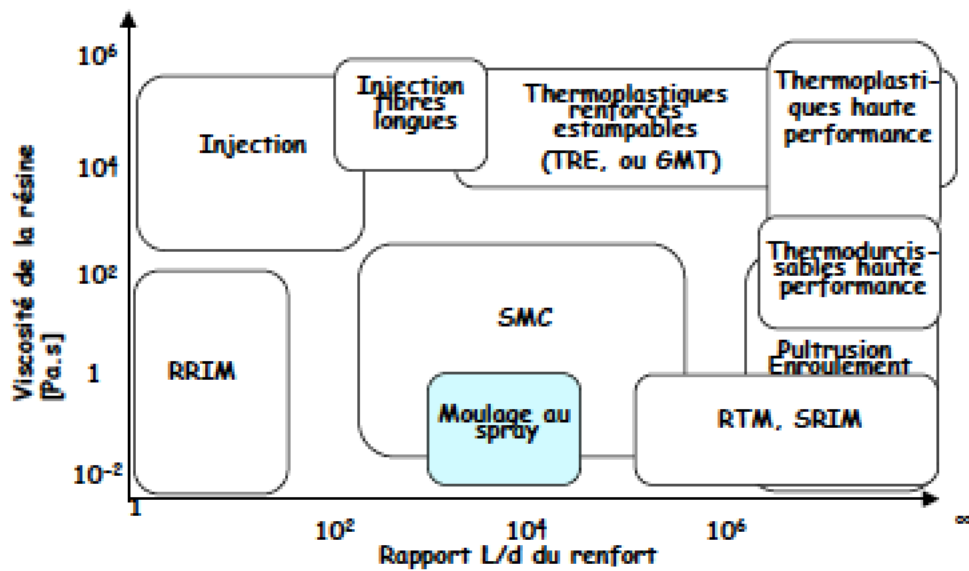 10⁶
10⁴
10²
1
10⁻²
Viscosité de la résine
[Pa.s]
Injection
Injection
fibres
longues
Thermoplastiques
renforcés
estampables
(TRE, ou GMT)
Thermoplasti-
ques haute
performance
Thermodurcis-
sables haute
performance
RRIM
SMC
Moulage au
spray
Pultrusion
Enroulement
RTM, SRIM
1
10²
10⁴
10⁶
∞
Rapport L/d du renfort